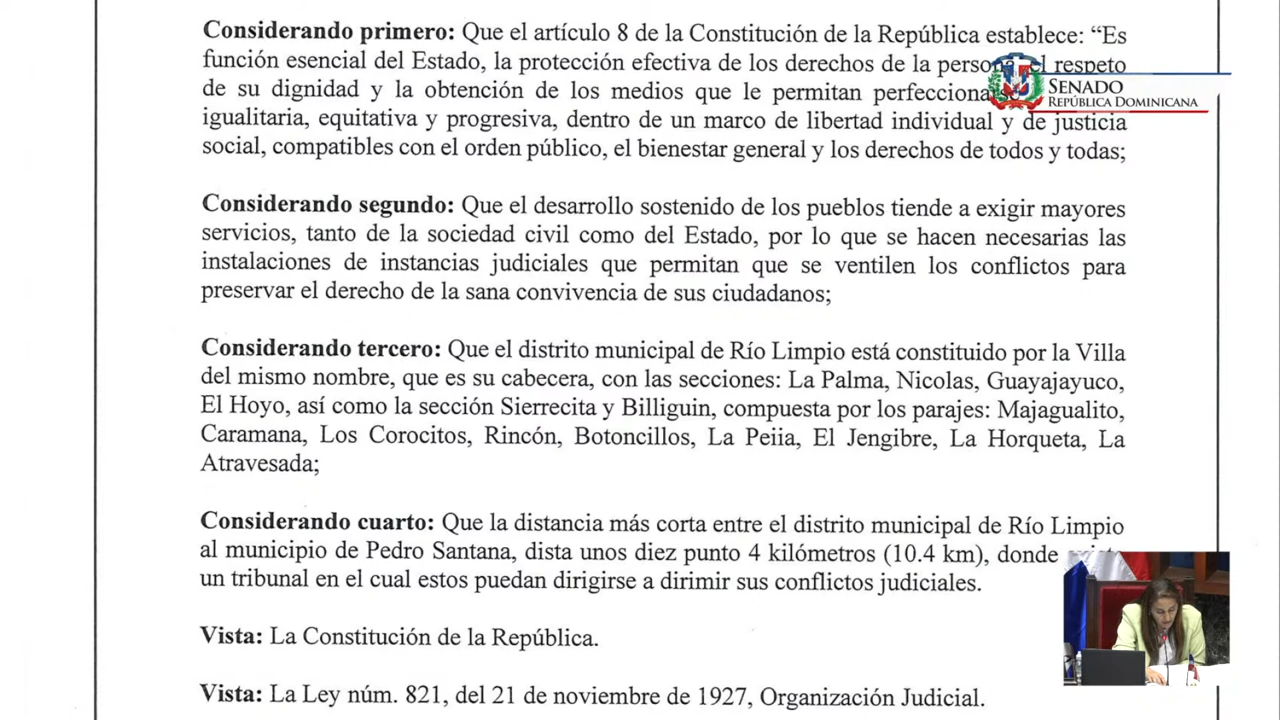 Considerando primero: Que el artículo 8 de la Constitución de la República establece: “Es
función esencial del Estado, la protección efectiva de los derechos de la persona, el respeto
de su dignidad y la obtención de los medios que le permitan perfeccionarse
igualitaria, equitativa y progresiva, dentro de un marco de libertad individual y de justicia
social, compatibles con el orden público, el bienestar general y los derechos de todos y todas;
SENADO
REPÚBLICA DOMINICANA
Considerando segundo: Que el desarrollo sostenido de los pueblos tiende a exigir mayores
servicios, tanto de la sociedad civil como del Estado, por lo que se hacen necesarias las
instalaciones de instancias judiciales que permitan que se ventilen los conflictos para
preservar el derecho de la sana convivencia de sus ciudadanos;
Considerando tercero: Que el distrito municipal de Río Limpio está constituido por la Villa
del mismo nombre, que es su cabecera, con las secciones: La Palma, Nicolas, Guayajayuco,
El Hoyo, así como la sección Sierrecita y Billiguin, compuesta por los parajes: Majagualito,
Caramana, Los Corocitos, Rincón, Botoncillos, La Peiia, El Jengibre, La Horqueta, La
Atravesada;
Considerando cuarto: Que la distancia más corta entre el distrito municipal de Río Limpio
al municipio de Pedro Santana, dista unos diez punto 4 kilómetros (10.4 km), donde
un tribunal en el cual estos puedan dirigirse a dirimir sus conflictos judiciales.
Vista: La Constitución de la República.
Vista: La Ley núm. 821, del 21 de noviembre de 1927, Organización Judicial.